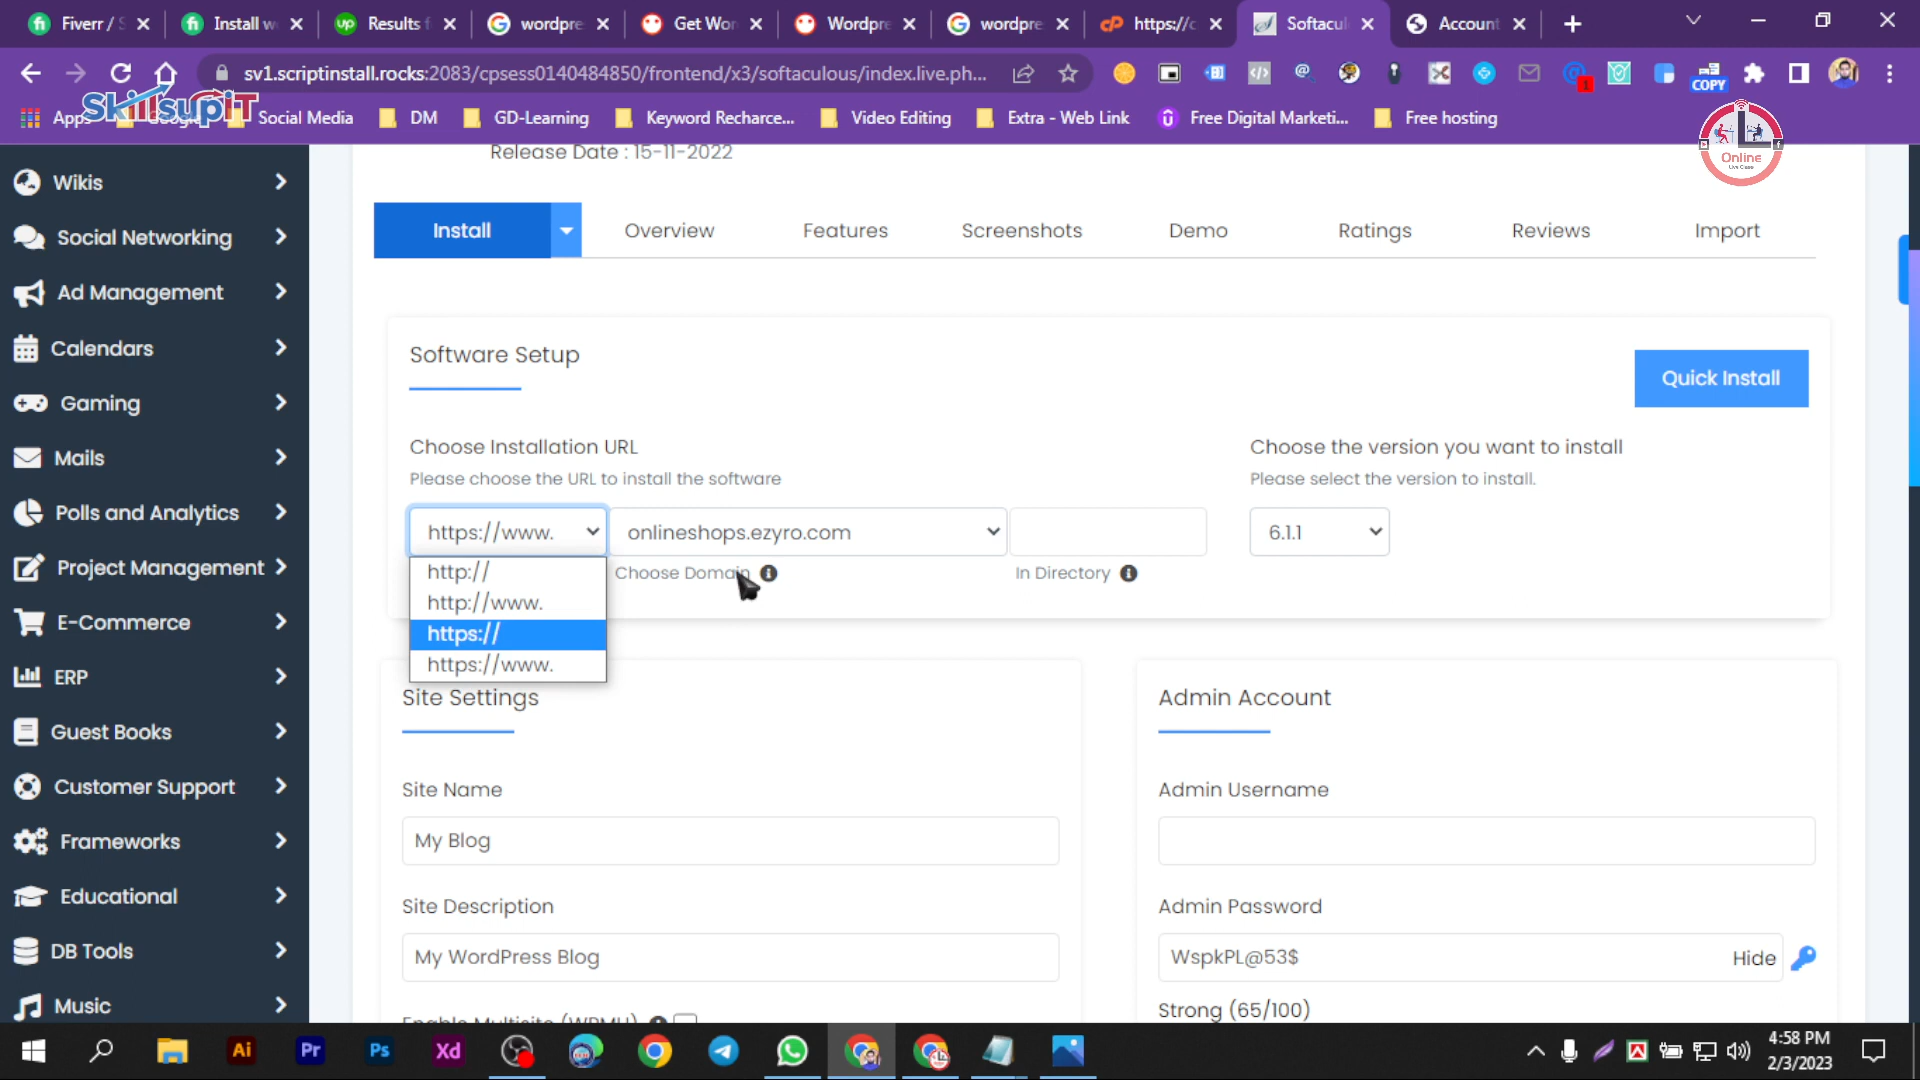 Fiverr / S
Install w
Results f
wordpre
Get Wor
Wordpre
wordpre
https://c
Softacul
Account
sv1.scriptinstall.rocks:2083/cpsess0140484850/frontend/x3/softaculous/index.live.ph...
1
COPY
Apps
SkillsupIT
Social Media
DM
GD-Learning
Keyword Recharce...
Video Editing
Extra - Web Link
Free Digital Marketi...
Free hosting
Online
Live Class
Release Date : 15-11-2022
Wikis
Social Networking
Ad Management
Calendars
Gaming
Mails
Polls and Analytics
Project Management
E-Commerce
ERP
Guest Books
Customer Support
Frameworks
Educational
DB Tools
Music
Install
Overview
Features
Screenshots
Demo
Ratings
Reviews
Import
Software Setup
Quick Install
Choose Installation URL
Please choose the URL to install the software
Choose the version you want to install
Please select the version to install.
https://www.
onlineshops.ezyro.com
6.1.1
http://
http://www.
https://
https://www.
Choose Domain
In Directory
Site Settings
Site Name
My Blog
Site Description
My WordPress Blog
Enable Multisite (WPMU)
Admin Account
Admin Username
Admin Password
WspkPL@53$
Hide
Strong (65/100)
Ai
Pr
Ps
Xd
4:58 PM
2/3/2023